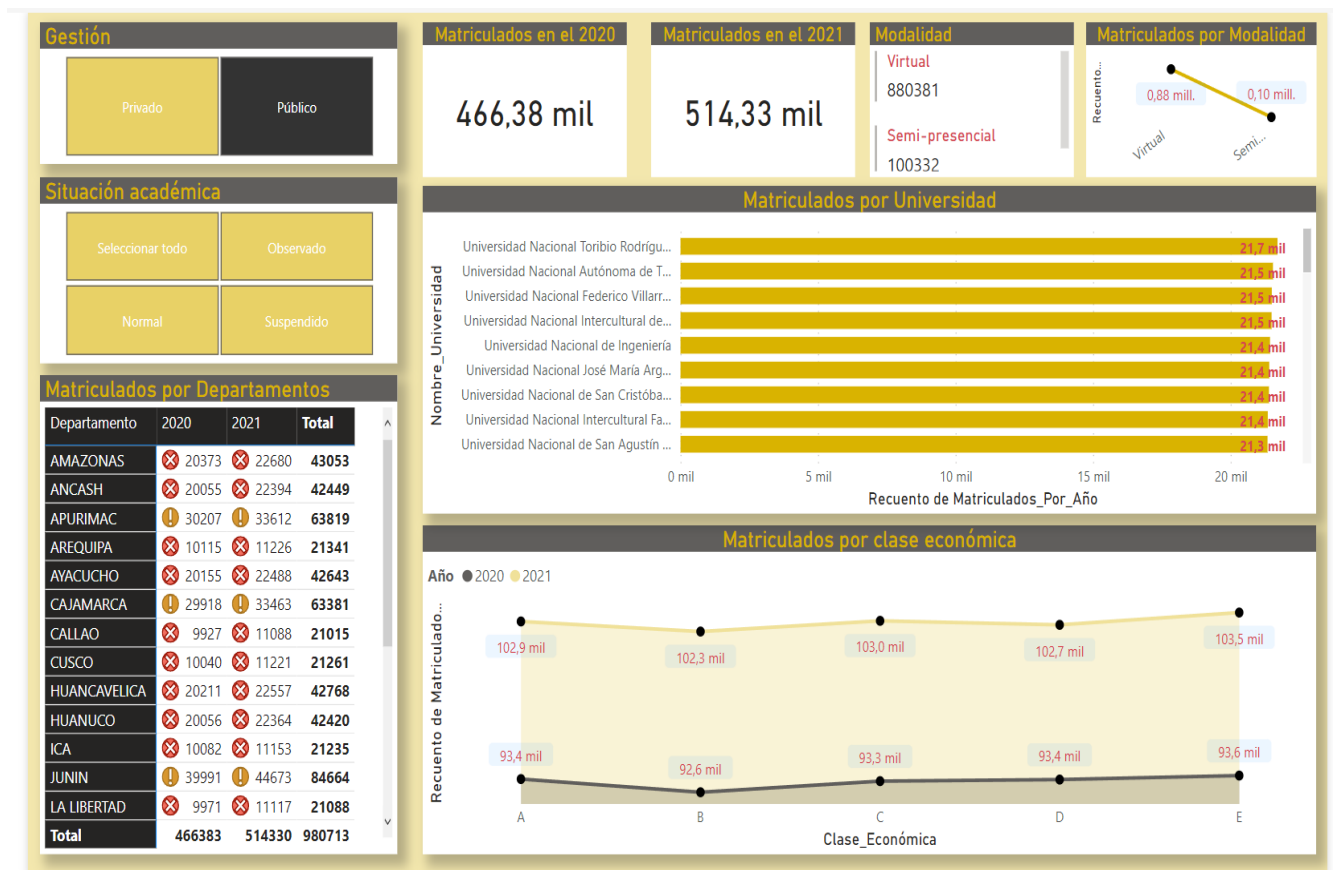 Gestión
Privado
Público
Situación académica
Seleccionar todo
Observado
Normal
Suspendido
Matriculados por Departamentos
Departamento 2020 2021 Total
AMAZONAS 20373 22680 43053
ANCASH 20055 22394 42449
APURIMAC 30207 33612 63819
AREQUIPA 10115 11226 21341
AYACUCHO 20155 22488 42643
CAJAMARCA 29918 33463 63381
CALLAO 9927 11088 21015
CUSCO 10040 11221 21261
HUANCAVELICA 20211 22557 42768
HUANUCO 20056 22364 42420
ICA 10082 11153 21235
JUNIN 39991 44673 84664
LA LIBERTAD 9971 11117 21088
Total 466383 514330 980713
Matriculados en el 2020
466,38 mil
Matriculados en el 2021
514,33 mil
Modalidad
Virtual
880381
Semi-presencial
100332
Matriculados por Modalidad
Recuento...
0,88 mill.
0,10 mill.
Virtual
Semi...
Matriculados por Universidad
Nombre_Universidad
Universidad Nacional Toribio Rodrígu... 21,7 mil
Universidad Nacional Autónoma de T... 21,5 mil
Universidad Nacional Federico Villarr... 21,5 mil
Universidad Nacional Intercultural de... 21,5 mil
Universidad Nacional de Ingeniería 21,4 mil
Universidad Nacional José María Arg... 21,4 mil
Universidad Nacional de San Cristóba... 21,4 mil
Universidad Nacional Intercultural Fa... 21,4 mil
Universidad Nacional de San Agustín ... 21,3 mil
0 mil 5 mil 10 mil 15 mil 20 mil
Recuento de Matriculados_Por_Año
Matriculados por clase económica
Año 2020 2021
Recuento de Matriculado...
102,9 mil 102,3 mil 103,0 mil 102,7 mil 103,5 mil
93,4 mil 92,6 mil 93,3 mil 93,4 mil 93,6 mil
A B C D E
Clase_Económica